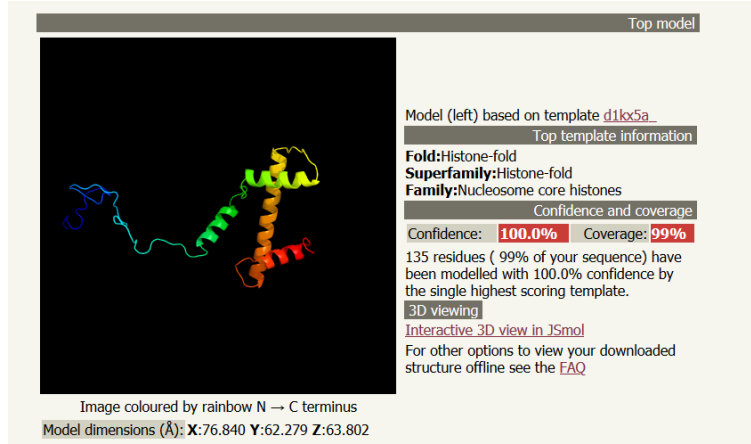 Top model
Model (left) based on template d1kx5a_
Top template information
Fold:Histone-fold
Superfamily:Histone-fold
Family:Nucleosome core histones
Confidence and coverage
Confidence: 100.0% Coverage: 99%
135 residues ( 99% of your sequence) have
been modelled with 100.0% confidence by
the single highest scoring template.
3D viewing
Interactive 3D view in JSmol
For other options to view your downloaded
structure offline see the FAQ
Image coloured by rainbow N → C terminus
Model dimensions (Å): X:76.840 Y:62.279 Z:63.802